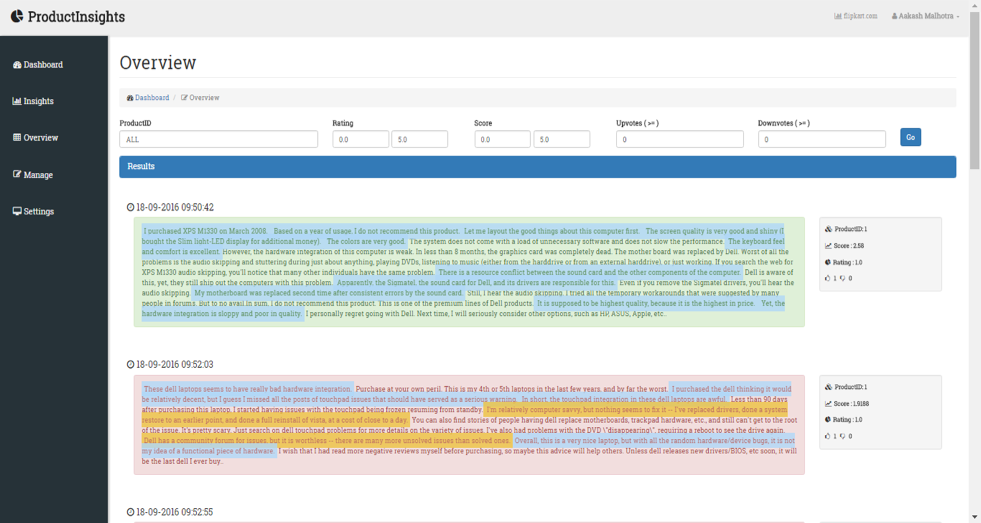 ProductInsights
flipkart.com
Aakash Malhotra
Dashboard
Insights
Overview
Manage
Settings
Overview
Dashboard / Overview
ProductID Rating Score Upvotes ( >= ) Downvotes ( >= )
ALL 0.0 5.0 0.0 5.0 0 0 Go
Results
18-09-2016 09:50:42
I purchased XPS M1330 on March 2008. Based on a year of usage, I do not recommend this product. Let me layout the good things about this computer first. The screen quality is very good and shiny (I
bought the Slim light-LED display for additional money). The colors are very good. The system does not come with a load of unnecessary software and does not slow the performance. The keyboard feel
and comfort is excellent. However, the hardware integration of this computer is weak. In less than 6 months, the graphics card was completely dead. The mother board was replaced by Dell. Worst of all the
problems is the audio skipping and stuttering during just about anything, playing DVDs, listening to music (either from the harddrive or from an external harddrive), or just working. If you search the web for
XPS M1330 audio skipping, you'll notice that many other individuals have the same problem. There is a resource conflict between the sound card and the other components of the computer. Dell is aware of
this, yet, they still ship out the computers with this problem. Apparently, the Sigmatel, the sound card for Dell, and its drivers are responsible for this. Even if you remove the Sigmatel drivers, you'll hear the
audio skipping. My motherboard was replaced second time after consistent errors by the sound card. Still, I hear the audio skipping. I tried all the temporary workarounds that were suggested by many
people in forums. But to no avail.In sum, I do not recommend this product. This is one of the premium lines of Dell products. It is supposed to be highest quality, because it is the highest in price. Yet, the
hardware integration is sloppy and poor in quality. I personally regret going with Dell. Next time, I will seriously consider other options, such as HP, ASUS, Apple, etc..
ProductID: 1
Score : 2.58
Rating : 1.0
1 0
18-09-2016 09:52:03
These dell laptops seems to have really bad hardware integration. Purchase at your own peril. This is my 4th or 5th laptops in the last few years, and by far the worst. I purchased the dell thinking it would
be relatively decent, but I guess I missed all the posts of touchpad issues that should have served as a serious warning. In short, the touchpad integration in these dell laptops are awful. Less than 90 days
after purchasing this laptop, I started having issues with the touchpad being frozen resuming from standby. I'm relatively computer savvy, but nothing seems to fix it -- I've replaced drivers, done a system
restore to an earlier point, and done a full reinstall of vista, at a cost of close to a day. You can also find stories of people having dell replace motherboards, trackpad hardware, etc., and still can't get to the root
of the issue. It's pretty scary. Just search on dell touchpad problems for more details on the variety of issues. I've also had problems with the DVD \"disappearing\", requiring a reboot to see the drive again.
Dell has a community forum for issues, but it is worthless -- there are many more unsolved issues than solved ones. Overall, this is a very nice laptop, but with all the random hardware/device bugs, it is not
my idea of a functional piece of hardware. I wish that I had read more negative reviews myself before purchasing, so maybe this advice will help others. Unless dell releases new drivers/BIOS, etc soon, it will
be the last dell I ever buy..
ProductID: 1
Score : 1.9188
Rating : 1.0
1 0
18-09-2016 09:52:55